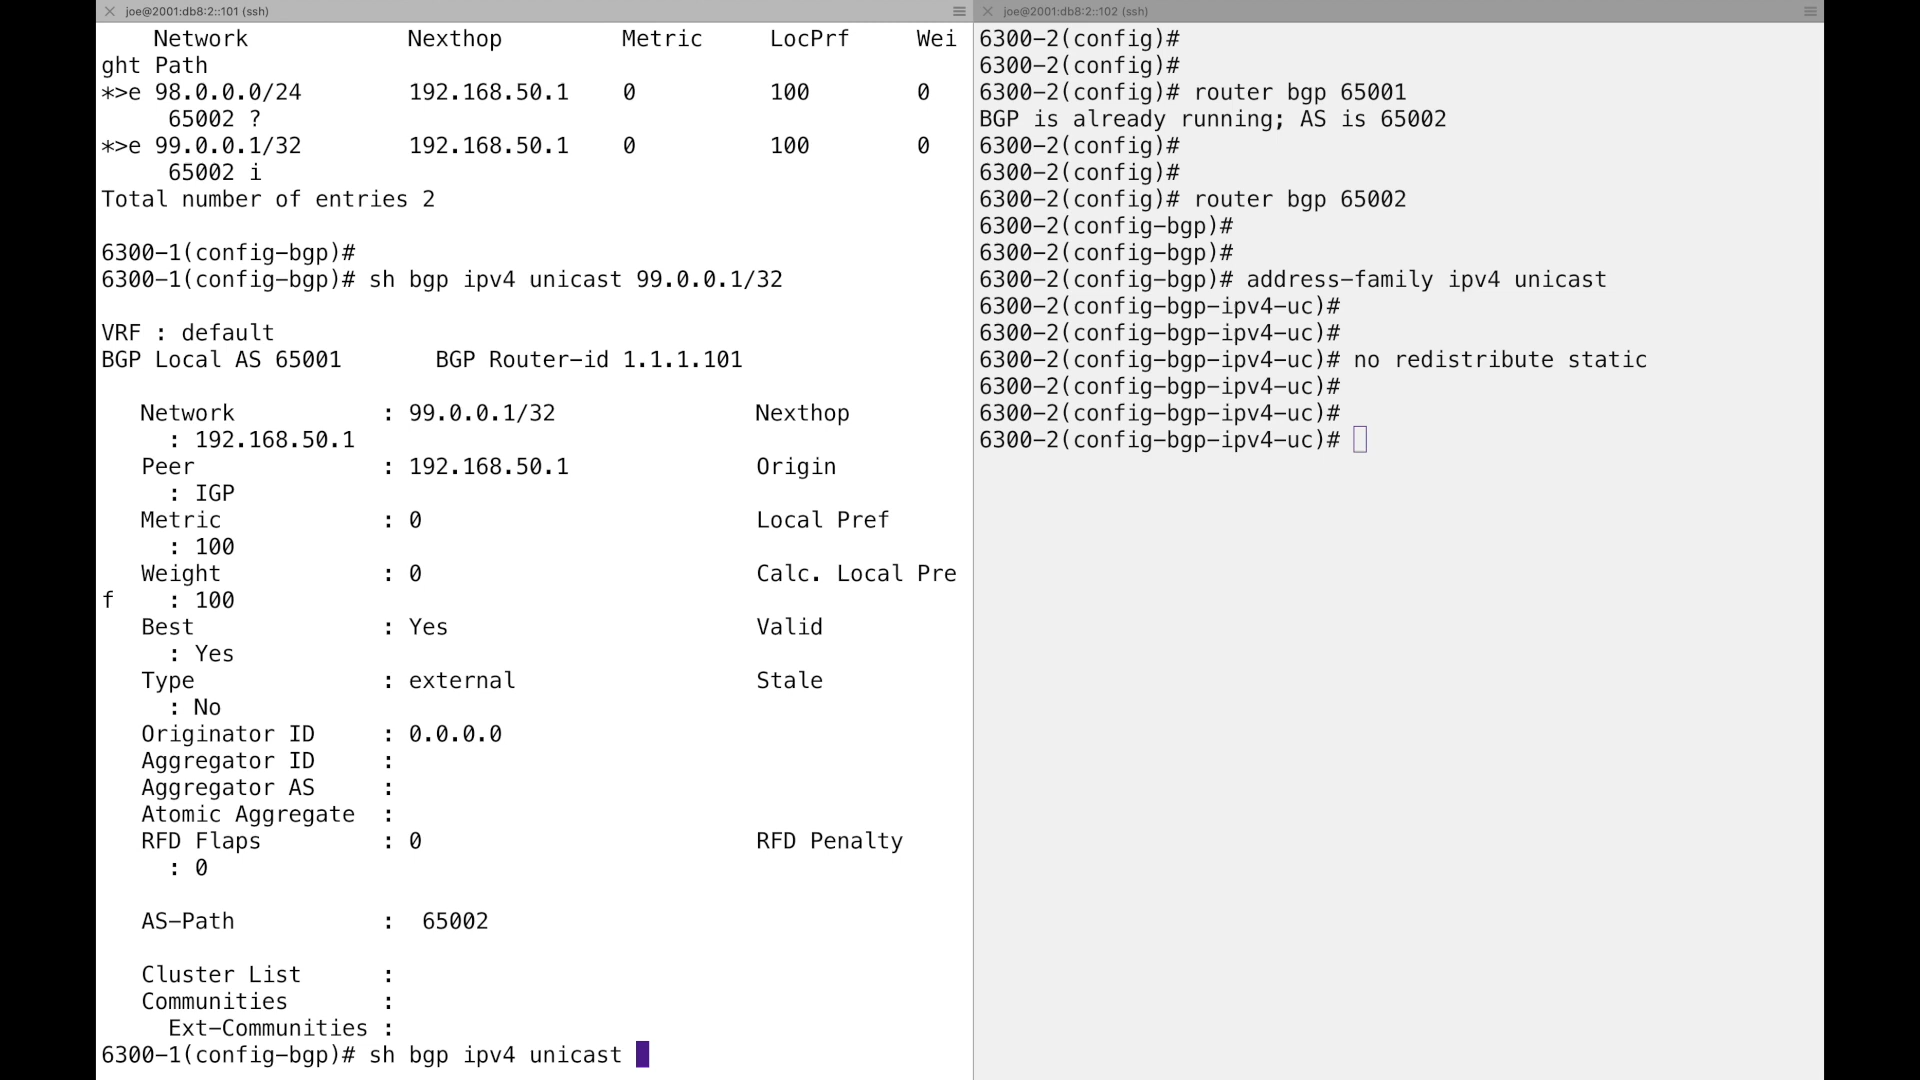 joe@2001:db8:2::101 (ssh)
Network Nexthop Metric LocPrf Wei
ght Path
*>e 98.0.0.0/24 192.168.50.1 0 100 0
65002 ?
*>e 99.0.0.1/32 192.168.50.1 0 100 0
65002 i
Total number of entries 2
6300-1(config-bgp)#
6300-1(config-bgp)# sh bgp ipv4 unicast 99.0.0.1/32
VRF : default
BGP Local AS 65001 BGP Router-id 1.1.1.101
Network : 99.0.0.1/32 Nexthop
: 192.168.50.1
Peer : 192.168.50.1 Origin
: IGP
Metric : 0 Local Pref
: 100
Weight : 0 Calc. Local Pre
f : 100
Best : Yes Valid
: Yes
Type : external Stale
: No
Originator ID : 0.0.0.0
Aggregator ID :
Aggregator AS :
Atomic Aggregate :
RFD Flaps : 0 RFD Penalty
: 0
AS-Path : 65002
Cluster List :
Communities :
Ext-Communities :
6300-1(config-bgp)# sh bgp ipv4 unicast
joe@2001:db8:2::102 (ssh)
6300-2(config)#
6300-2(config)#
6300-2(config)# router bgp 65001
BGP is already running; AS is 65002
6300-2(config)#
6300-2(config)#
6300-2(config)# router bgp 65002
6300-2(config-bgp)#
6300-2(config-bgp)#
6300-2(config-bgp)# address-family ipv4 unicast
6300-2(config-bgp-ipv4-uc)#
6300-2(config-bgp-ipv4-uc)#
6300-2(config-bgp-ipv4-uc)# no redistribute static
6300-2(config-bgp-ipv4-uc)#
6300-2(config-bgp-ipv4-uc)#
6300-2(config-bgp-ipv4-uc)#